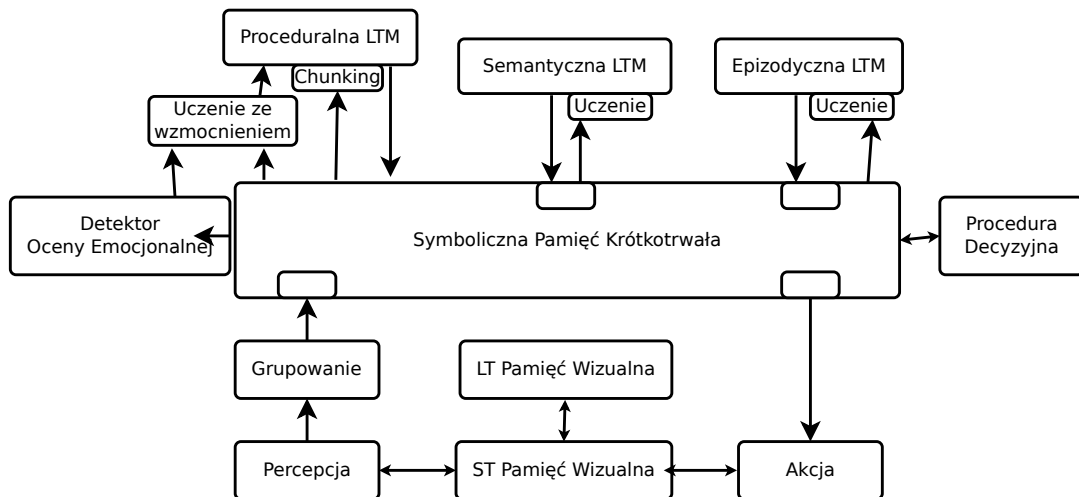 Proceduralna LTM
Semantyczna LTM
Epizodyczna LTM
Chunking
Uczenie ze
wzmocnieniem
Uczenie
Uczenie
Detektor
Oceny Emocjonalnej
Symboliczna Pamięć Krótkotrwała
Procedura
Decyzyjna
Grupowanie
LT Pamięć Wizualna
Percepcja
ST Pamięć Wizualna
Akcja